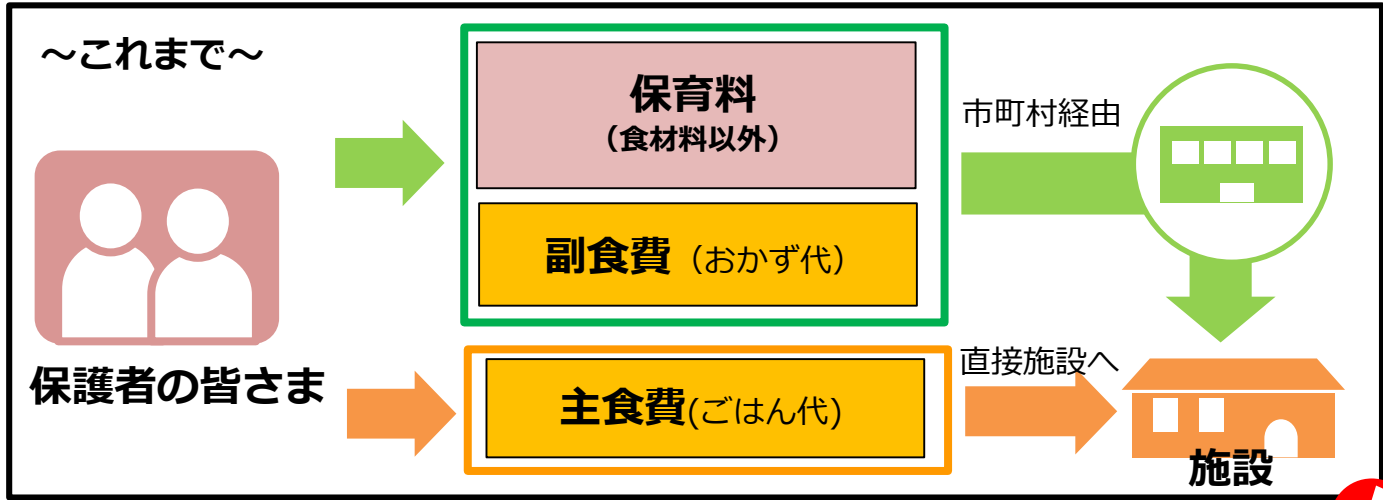 ～これまで～
保育料
（食材料以外）
市町村経由
副食費（おかず代）
保護者の皆さま
直接施設へ
主食費(ごはん代)
施設